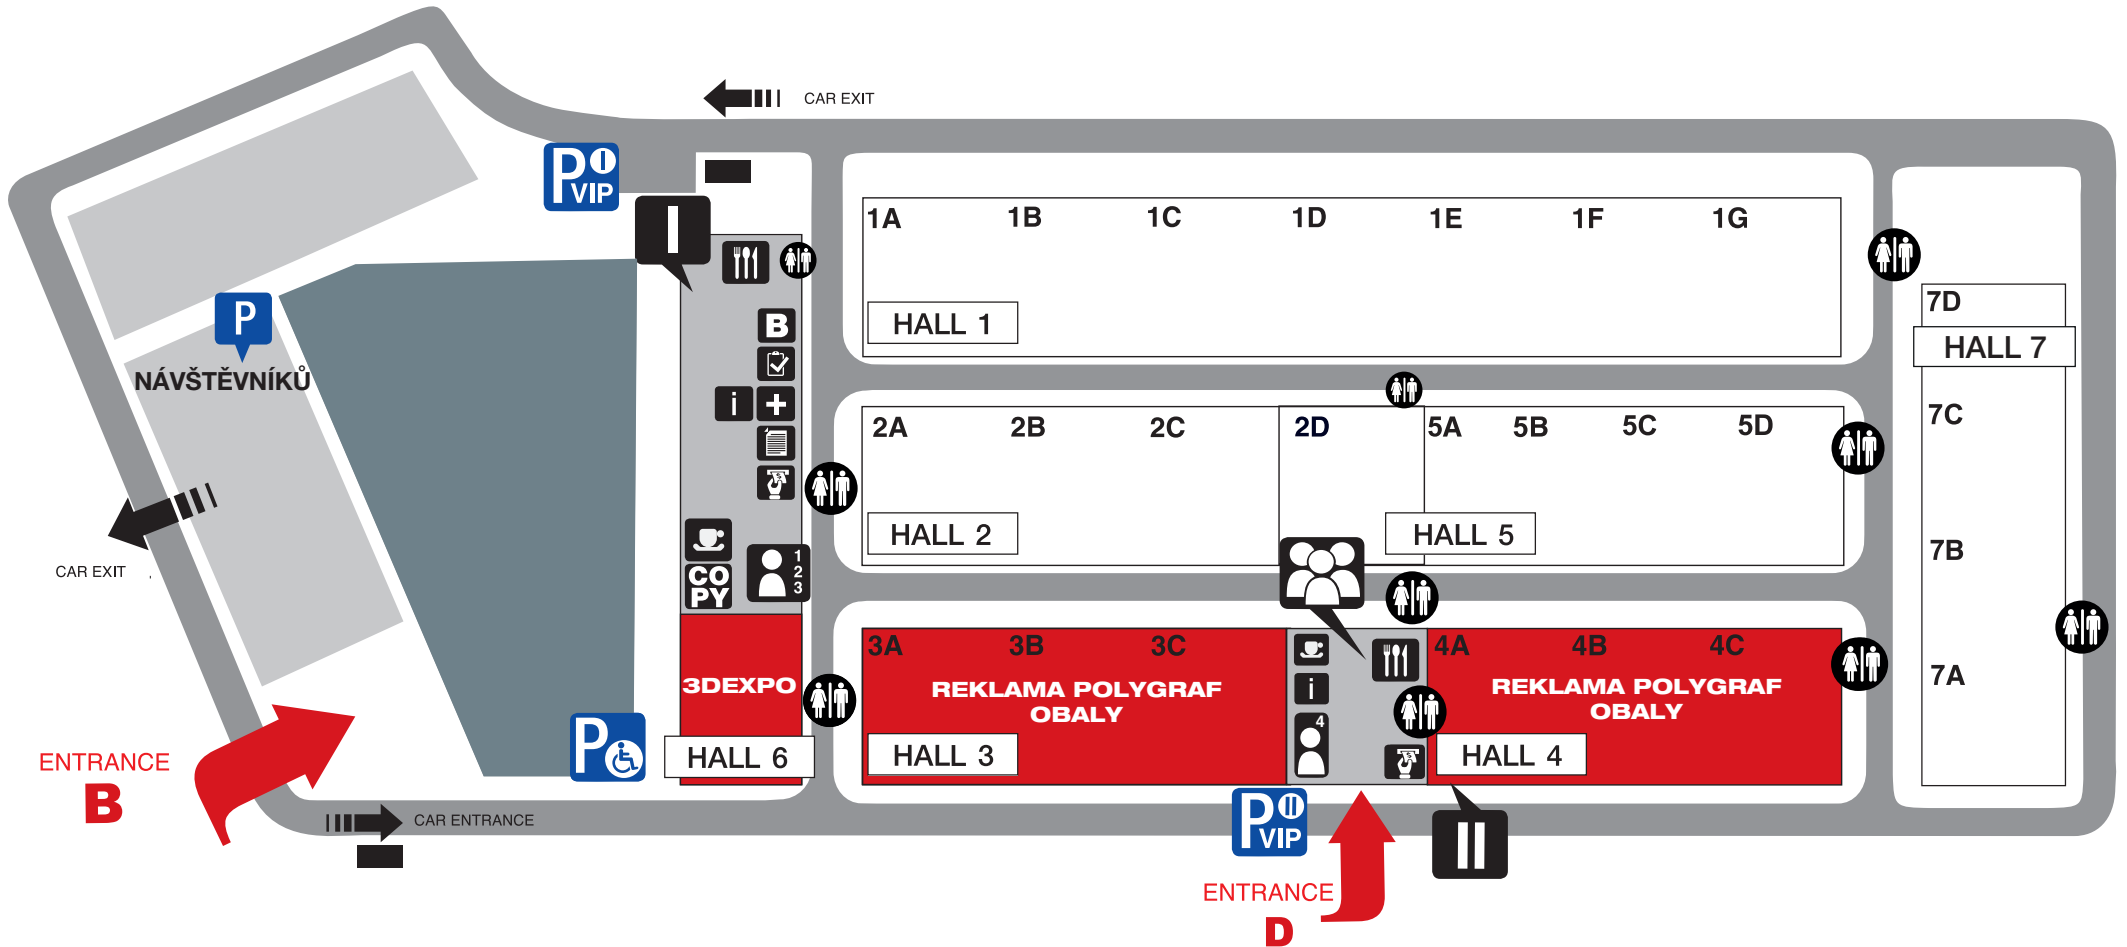 CAR EXIT
P I
VIP
I
1A 1B 1C 1D 1E 1F 1G
HALL 1
7D
HALL 7
P
NÁVŠTĚVNÍKŮ
B
i
2A 2B 2C 2D 5A 5B 5C 5D
7C
HALL 2
HALL 5
CAR EXIT
CO
PY
1
2
3
7B
3A 3B 3C
4A 4B 4C
7A
3DEXPO
REKLAMA POLYGRAF
OBALY
i
4
REKLAMA POLYGRAF
OBALY
P
HALL 6
HALL 3
HALL 4
ENTRANCE
B
CAR ENTRANCE
P II
VIP
II
ENTRANCE
D